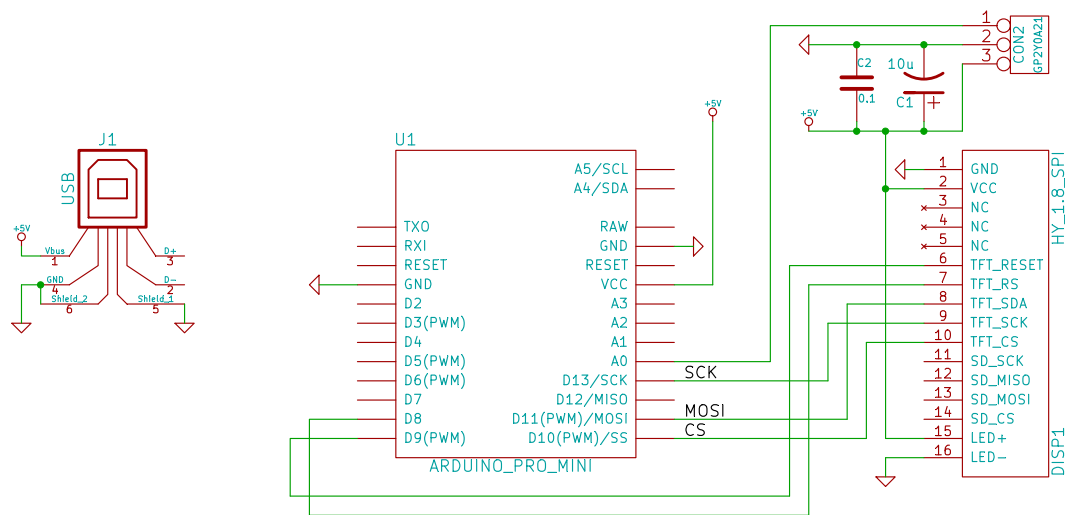 J1
USB
+5V
Vbus
1
D+
3
GND
4
D-
2
Shield_2
6
Shield_1
5
U1
A5/SCL
A4/SDA
TXO
RAW
RXI
GND
RESET
RESET
GND
VCC
D2
A3
D3(PWM)
A2
D4
A1
D5(PWM)
A0
D6(PWM)
D13/SCK
D7
D12/MISO
D8
D11(PWM)/MOSI
D9(PWM)
D10(PWM)/SS
ARDUINO_PRO_MINI
SCK
MOSI
CS
+5V
+5V
C2
0.1
10u
C1
+
1
2
3
CON2
GP2Y0A21
HY_1.8_SPI
1 GND
2 VCC
3 NC
4 NC
5 NC
6 TFT_RESET
7 TFT_RS
8 TFT_SDA
9 TFT_SCK
10 TFT_CS
11 SD_SCK
12 SD_MISO
13 SD_MOSI
14 SD_CS
15 LED+
16 LED-
DISP1